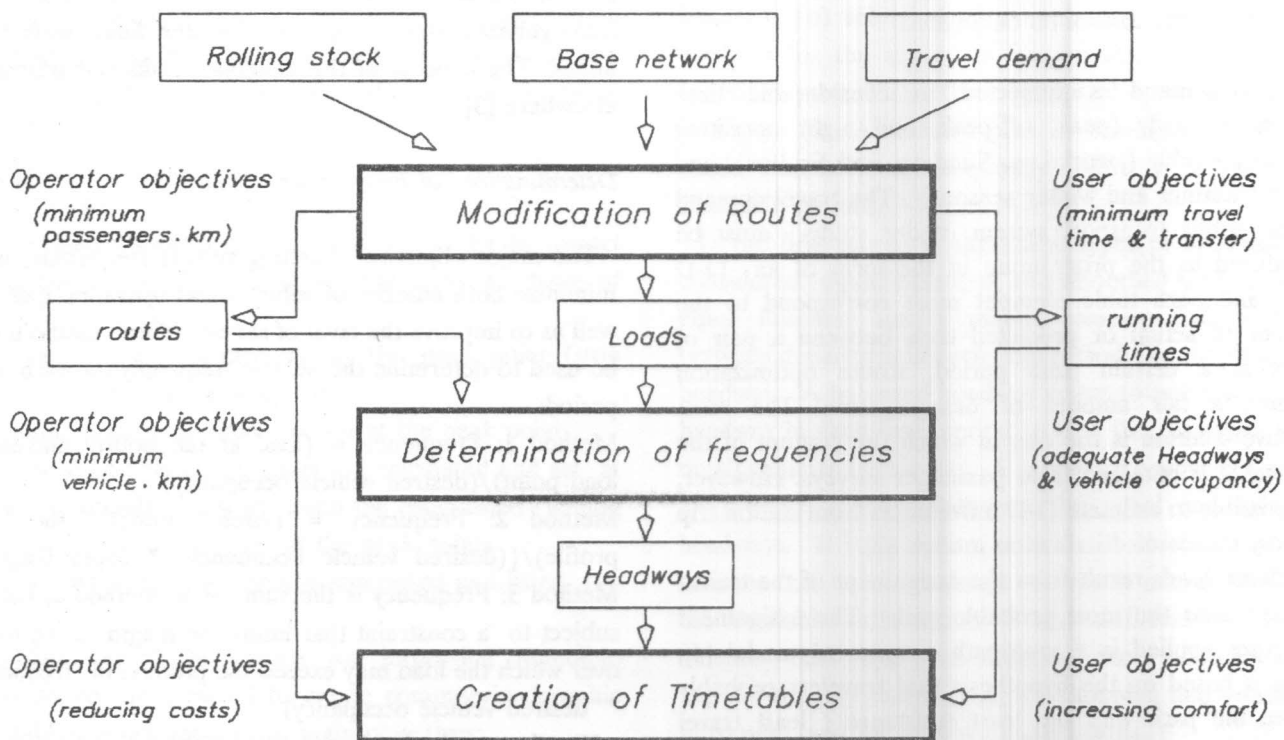 Rolling stock
Base network
Travel demand
Operator objectives
(minimum
passengers.km)
Modification of Routes
User objectives
(minimum travel
time & transfer)
routes
Loads
running
times
Operator objectives
(minimum
vehicle.km)
Determination of frequencies
User objectives
(adequate Headways
& vehicle occupancy)
Headways
Operator objectives
(reducing costs)
Creation of Timetables
User objectives
(increasing comfort)